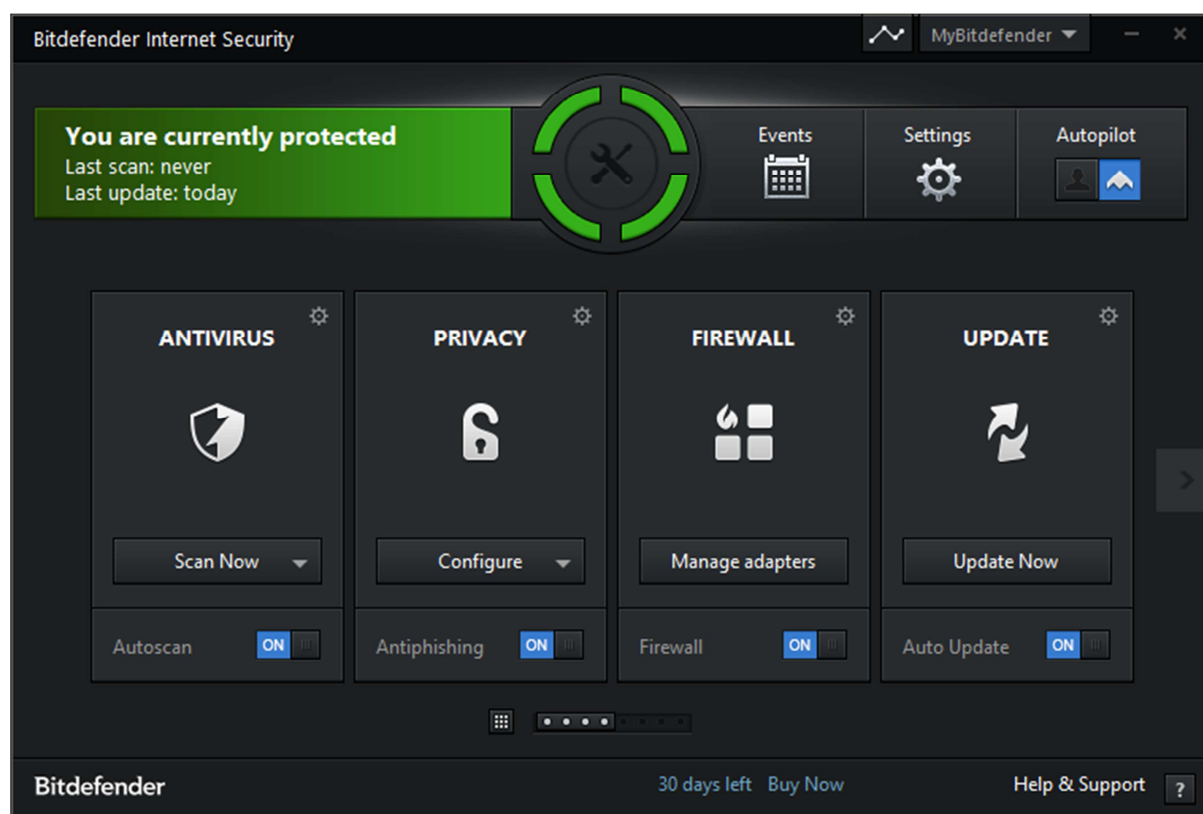 Bitdefender Internet Security
MyBitdefender
You are currently protected
Last scan: never
Last update: today
Events
Settings
Autopilot
ANTIVIRUS
PRIVACY
FIREWALL
UPDATE
Scan Now
Configure
Manage adapters
Update Now
Autoscan ON
Antiphishing ON
Firewall ON
Auto Update ON
Bitdefender
30 days left Buy Now
Help & Support ?